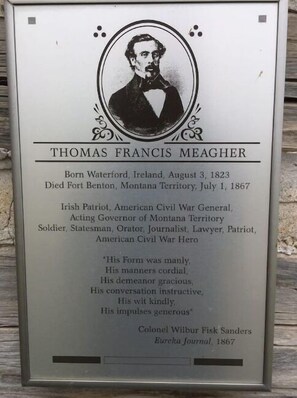 THOMAS FRANCIS MEAGHER
Born Waterford, Ireland, August 3, 1823
Died Fort Benton, Montana Territory, July 1, 1867
Irish Patriot, American Civil War General,
Acting Governor of Montana Territory
Soldier, Statesman, Orator, Journalist, Lawyer, Patriot,
American Civil War Hero
"His Form was manly,
His manners cordial,
His demeanor gracious,
His conversation instructive,
His wit kindly
His impulses generous"
Colonel Wilbur Fisk Sanders
Eureka Journal, 1867